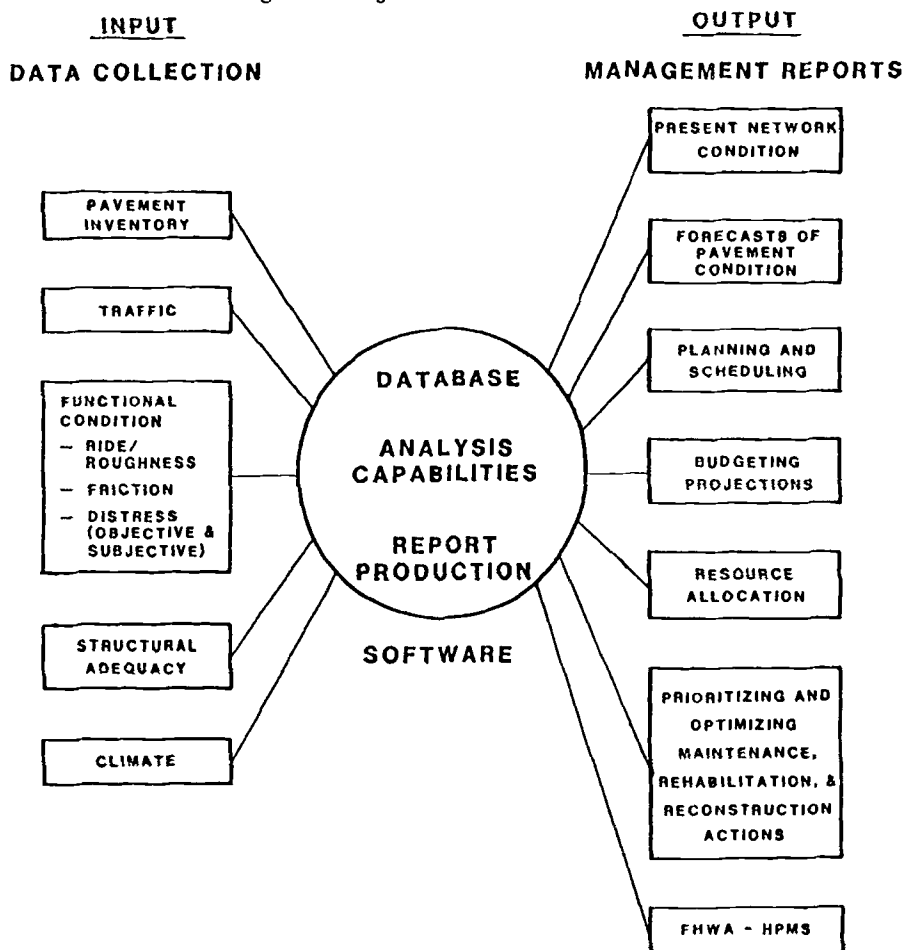 INPUT
DATA COLLECTION
PAVEMENT
INVENTORY
TRAFFIC
FUNCTIONAL
CONDITION
– RIDE/
ROUGHNESS
– FRICTION
– DISTRESS
(OBJECTIVE &
SUBJECTIVE)
STRUCTURAL
ADEQUACY
CLIMATE
DATABASE
ANALYSIS
CAPABILITIES
REPORT
PRODUCTION
SOFTWARE
OUTPUT
MANAGEMENT REPORTS
PRESENT NETWORK
CONDITION
FORECASTS OF
PAVEMENT
CONDITION
PLANNING AND
SCHEDULING
BUDGETING
PROJECTIONS
RESOURCE
ALLOCATION
PRIORITIZING AND
OPTIMIZING
MAINTENANCE,
REHABILITATION, &
RECONSTRUCTION
ACTIONS
FHWA - HPMS